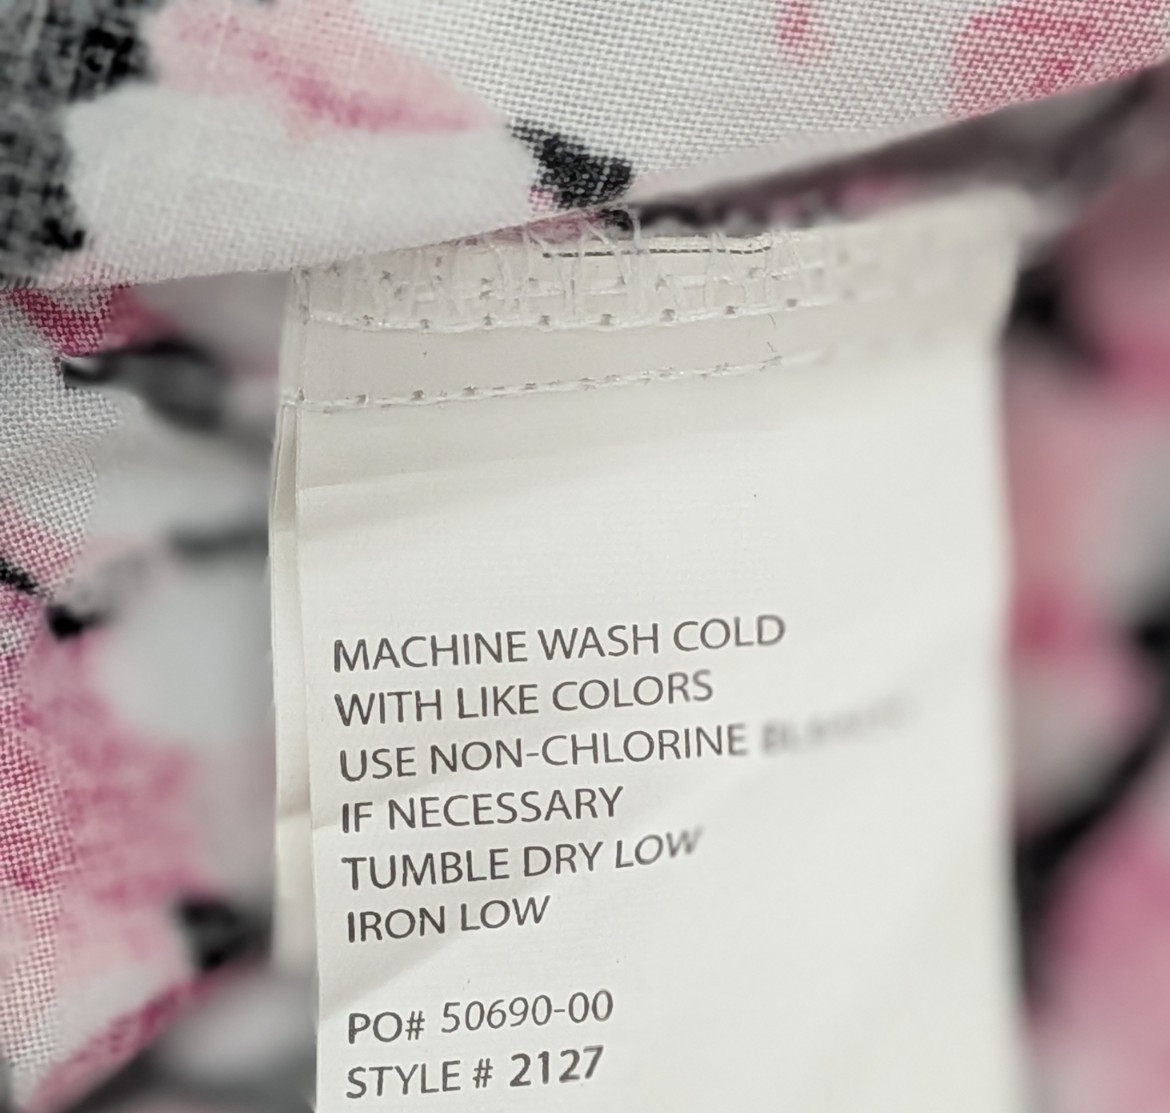 MACHINE WASH COLD
WITH LIKE COLORS
USE NON-CHLORINE
IF NECESSARY
TUMBLE DRY LOW
IRON LOW
PO# 50690-00
STYLE # 2127